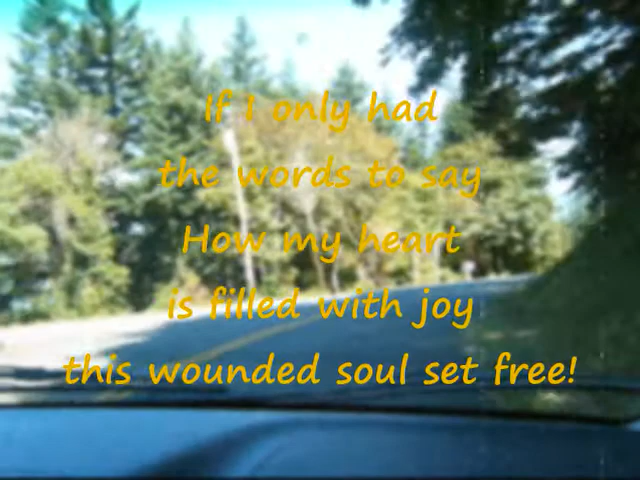 If I only had
the words to say
How my heart
is filled with joy
this wounded soul set free!